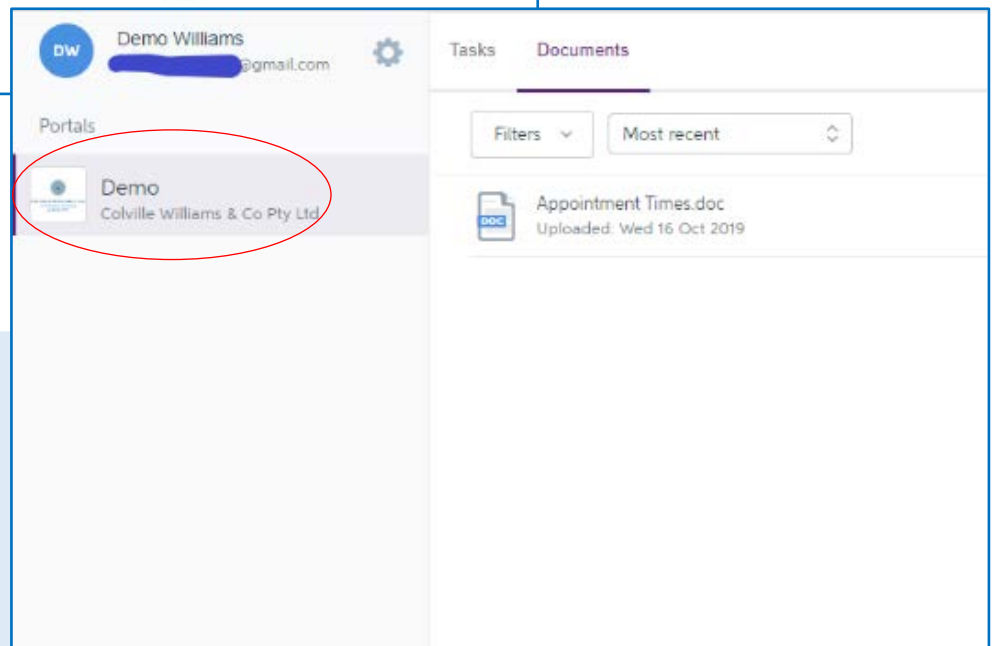 DW
Demo Williams
@gmail.com
Portals
Demo
Colville Williams & Co Pty Ltd
Tasks Documents
Filters Most recent
DOC
Appointment Times.doc
Uploaded: Wed 16 Oct 2019